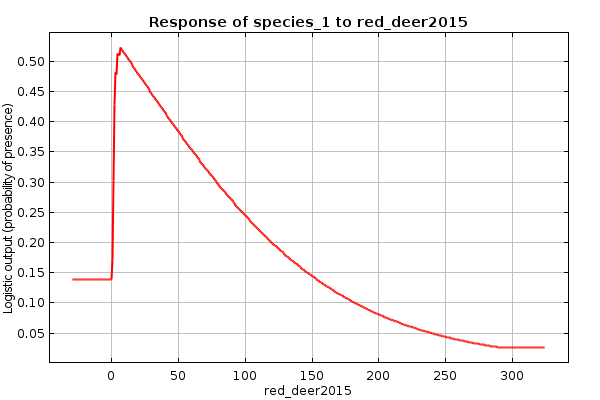 Response of species_1 to red_deer2015
Logistic output (probability of presence)
0.50
0.45
0.40
0.35
0.30
0.25
0.20
0.15
0.10
0.05
0 50 100 150 200 250 300
red_deer2015